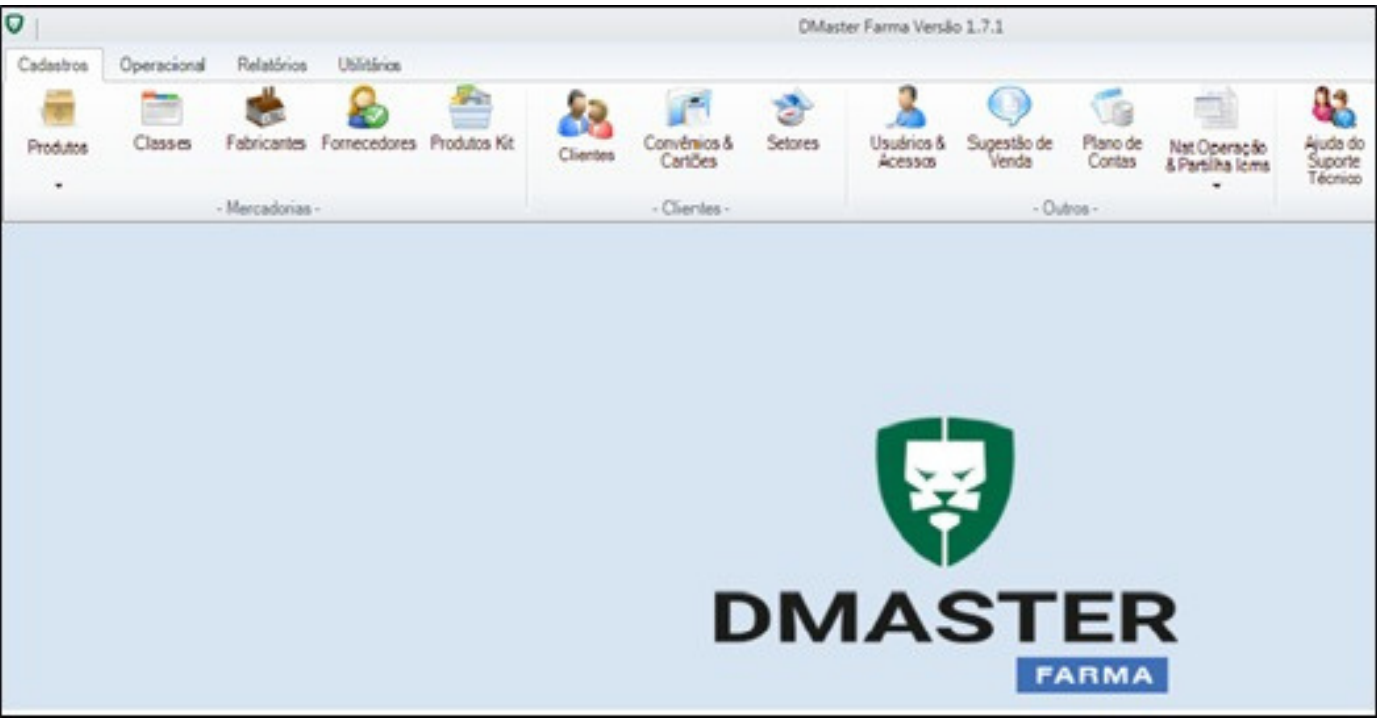 DMaster Farma Versão 1.7.1
Cadastros Operacional Relatórios Utilitários
Produtos Classes Fabricantes Fornecedores Produtos Kit Clientes Convênios & Setores Usuários & Sugestão de Plano de Nat Operação Ajuda do
Cartões Acessos Venda Contas & Partilha Icms Suporte
Técnico
- Mercadorias - - Clientes - - Outros -
DMASTER
FARMA